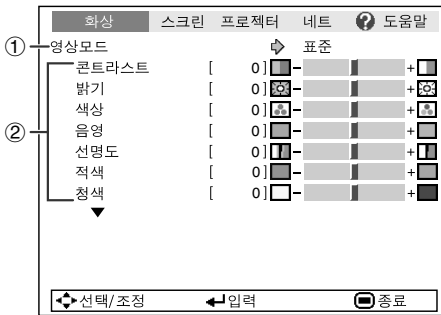 화상 스크린 프로젝터 네트 ? 도움말
① 영상모드 표준
② 콘트라스트 [ 0 ] - +
밝기 [ 0 ] - +
색상 [ 0 ] - +
음영 [ 0 ] - +
선명도 [ 0 ] - +
적색 [ 0 ] - +
청색 [ 0 ] - +
선택/조정 입력 종료